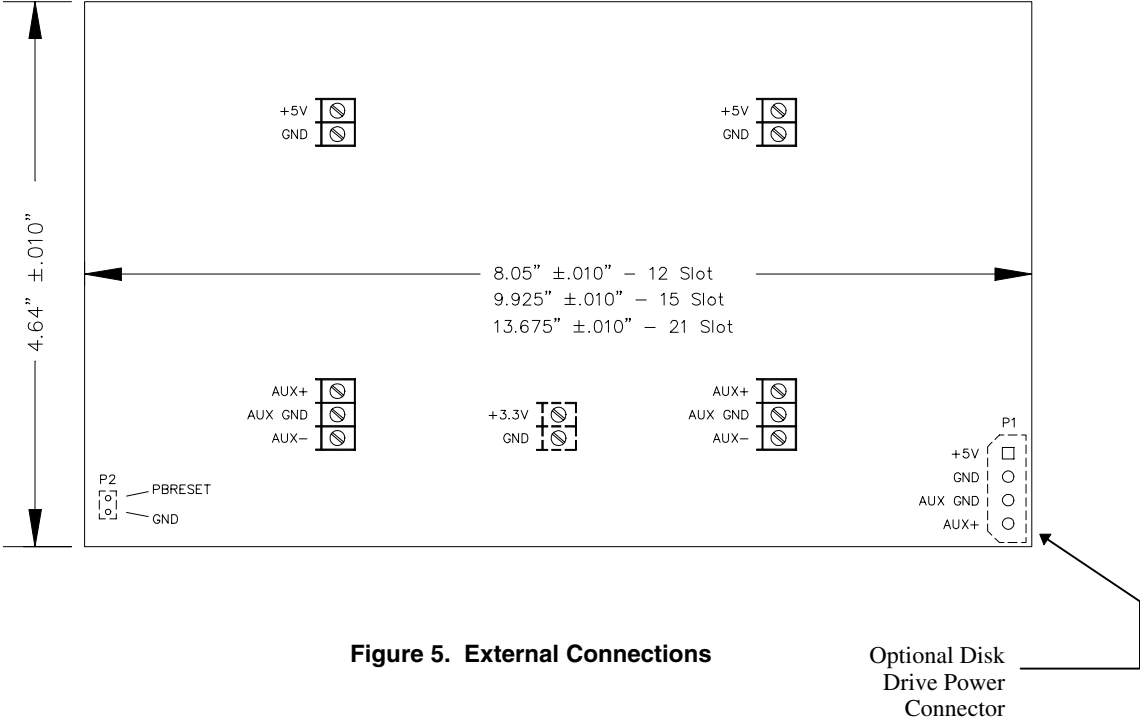 +5V
GND
+5V
GND
4.64” ±.010”
8.05” ±.010” – 12 Slot
9.925” ±.010” – 15 Slot
13.675” ±.010” – 21 Slot
AUX+
AUX GND
AUX–
+3.3V
GND
AUX+
AUX GND
AUX–
P1
+5V
GND
AUX GND
AUX+
P2
PBRESET
GND
Figure 5. External Connections
Optional Disk
Drive Power
Connector